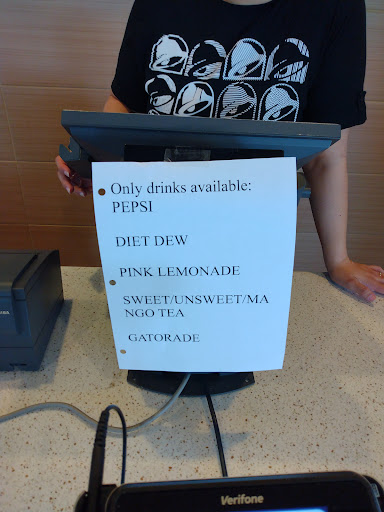 Only drinks available:
PEPSI
DIET DEW
PINK LEMONADE
SWEET/UNSWEET/MA
NGO TEA
GATORADE
Verifone